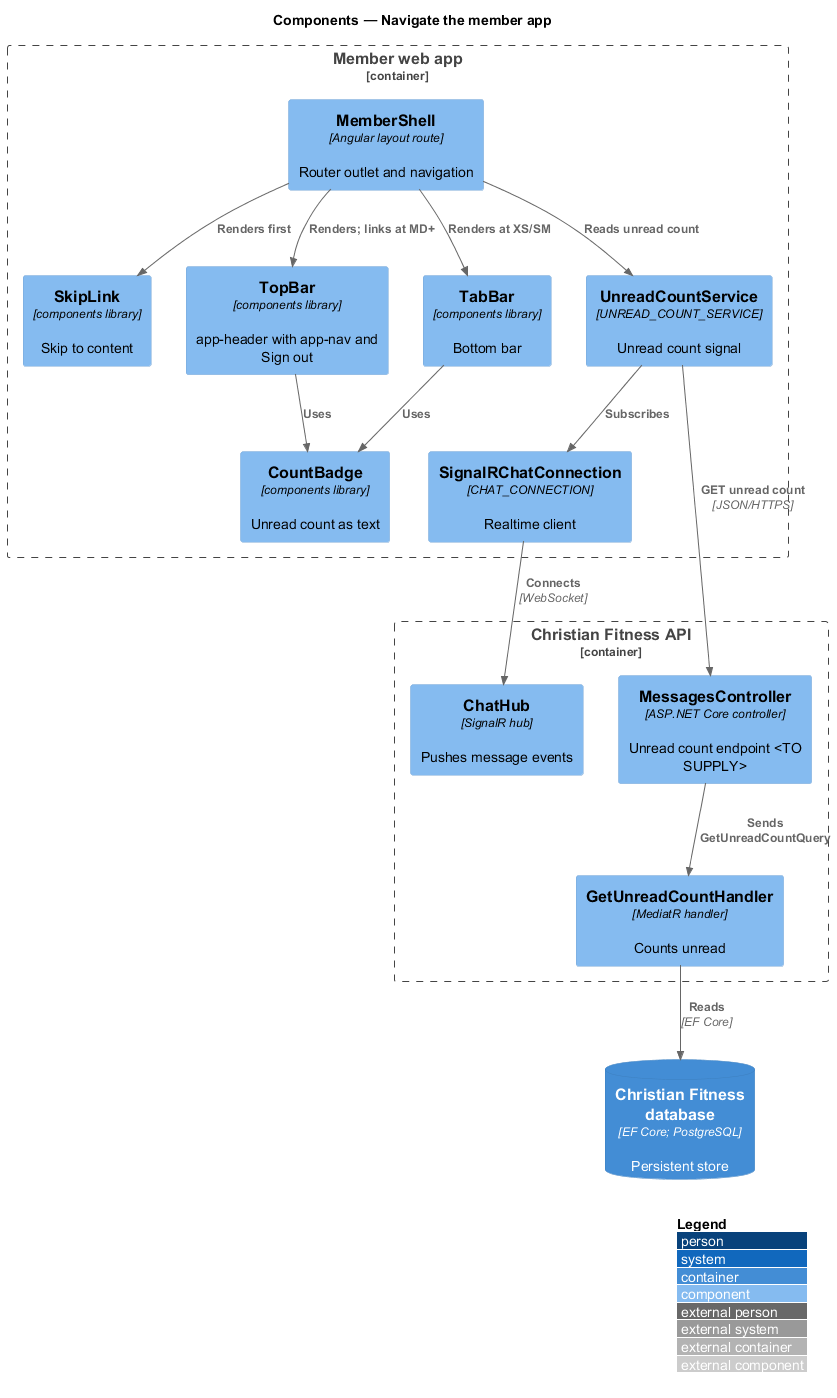 Components — Navigate the member app
Member web app
[container]
MemberShell
[Angular layout route]
Router outlet and navigation
Renders first
Renders; links at MD+
Renders at XS/SM
Reads unread count
SkipLink
[components library]
Skip to content
TopBar
[components library]
app-header with app-nav and
Sign out
TabBar
[components library]
Bottom bar
UnreadCountService
[UNREAD_COUNT_SERVICE]
Unread count signal
Uses
Uses
Subscribes
CountBadge
[components library]
Unread count as text
SignalRChatConnection
[CHAT_CONNECTION]
Realtime client
GET unread count
[JSON/HTTPS]
Connects
[WebSocket]
Christian Fitness API
[container]
ChatHub
[SignalR hub]
Pushes message events
MessagesController
[ASP.NET Core controller]
Unread count endpoint <TO
SUPPLY>
Sends
GetUnreadCountQuery
GetUnreadCountHandler
[MediatR handler]
Counts unread
Reads
[EF Core]
Christian Fitness
database
[EF Core; PostgreSQL]
Persistent store
Legend
person
system
container
component
external person
external system
external container
external component